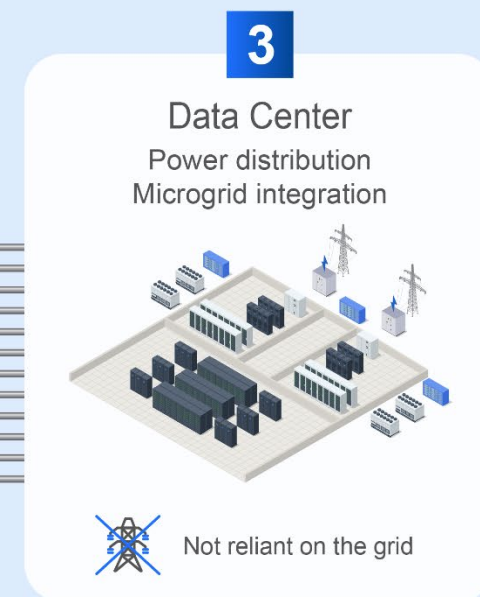 3
Data Center
Power distribution
Microgrid integration
Not reliant on the grid